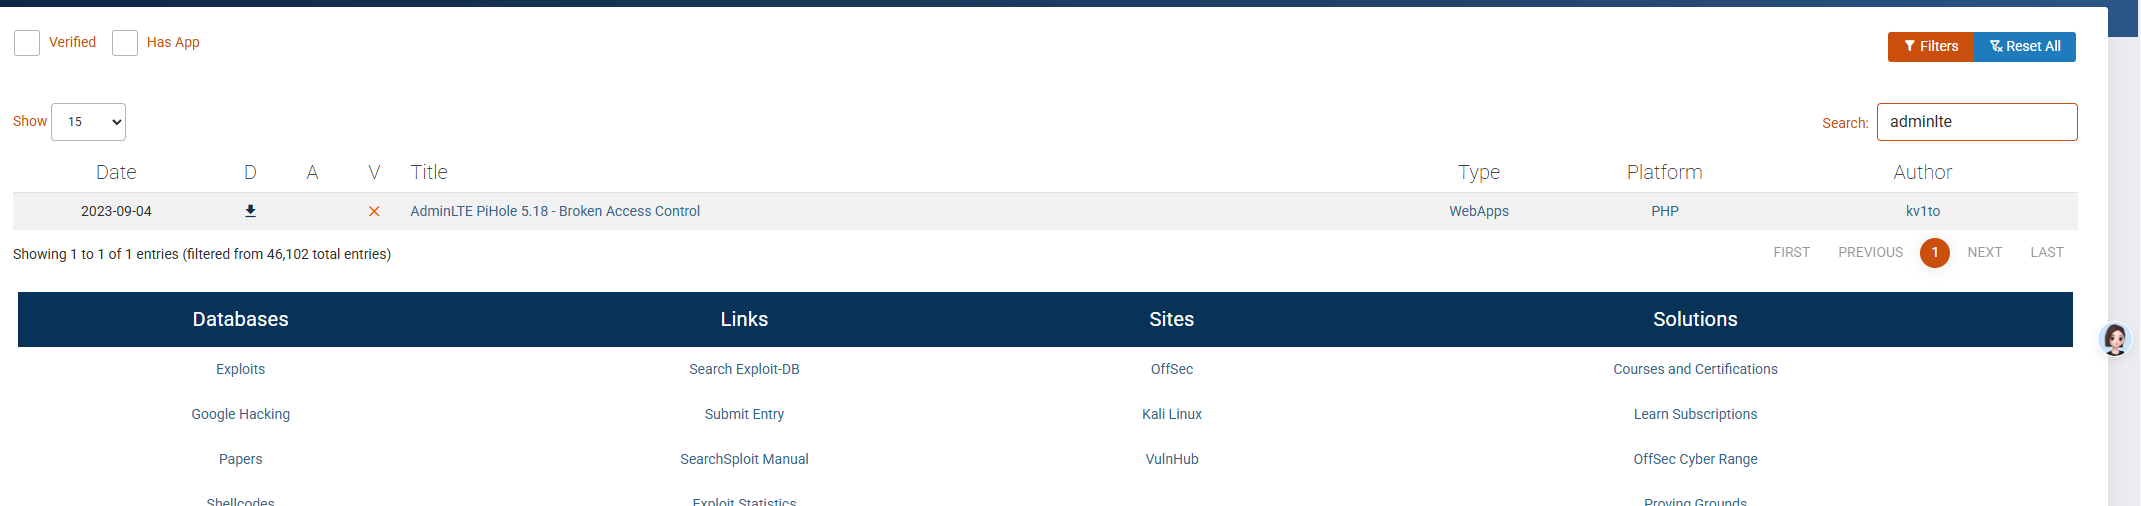 Verified Has App Filters Reset All
Show 15 Search: adminlte
Date D A V Title Type Platform Author
2023-09-04 AdminLTE PiHole 5.18 - Broken Access Control WebApps PHP kv1to
Showing 1 to 1 of 1 entries (filtered from 46,102 total entries) FIRST PREVIOUS 1 NEXT LAST
Databases Links Sites Solutions
Exploits Search Exploit-DB OffSec Courses and Certifications
Google Hacking Submit Entry Kali Linux Learn Subscriptions
Papers SearchSploit Manual VulnHub OffSec Cyber Range
Shellcodes Exploit Statistics Proving Grounds